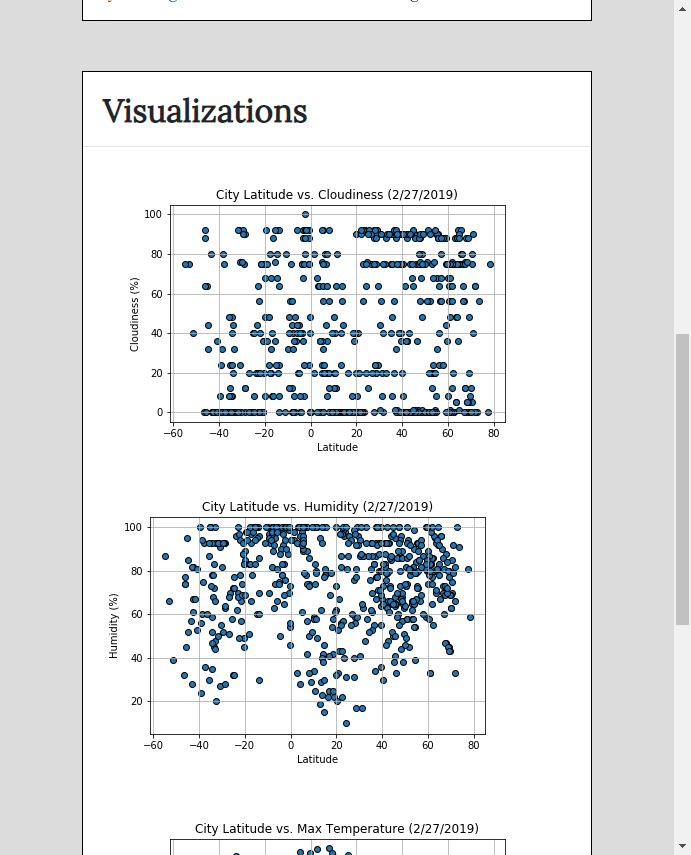 Visualizations
City Latitude vs. Cloudiness (2/27/2019)
100
80
60
40
20
0
Cloudiness (%)
−60 −40 −20 0 20 40 60 80
Latitude
City Latitude vs. Humidity (2/27/2019)
100
80
60
40
20
Humidity (%)
−60 −40 −20 0 20 40 60 80
Latitude
City Latitude vs. Max Temperature (2/27/2019)